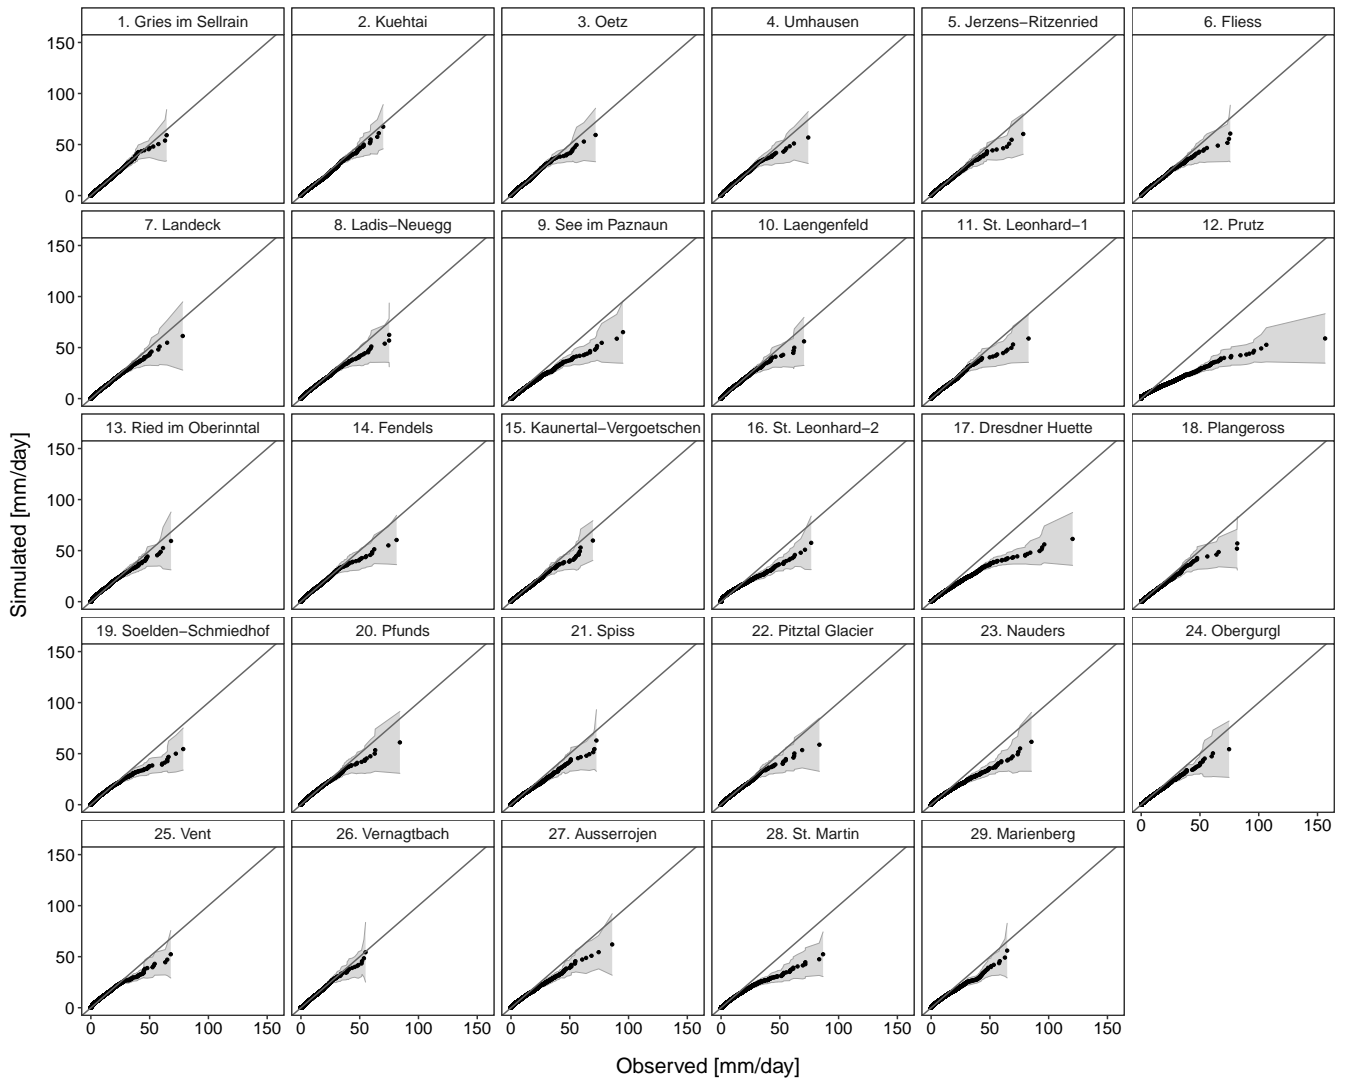 1. Gries im Sellrain 2. Kuehtai 3. Oetz 4. Umhausen 5. Jerzens−Ritzenried 6. Fliess
150
100
50
0
7. Landeck 8. Ladis−Neuegg 9. See im Paznaun 10. Laengenfeld 11. St. Leonhard−1 12. Prutz
150
100
50
0
13. Ried im Oberinntal 14. Fendels 15. Kaunertal−Vergoetschen 16. St. Leonhard−2 17. Dresdner Huette 18. Plangeross
150
100
50
0
Simulated [mm/day]
19. Soelden−Schmiedhof 20. Pfunds 21. Spiss 22. Pitztal Glacier 23. Nauders 24. Obergurgl
150
100
50
0
0 50 100 150
25. Vent 26. Vernagtbach 27. Ausserrojen 28. St. Martin 29. Marienberg
150
100
50
0
0 50 100 150 0 50 100 150 0 50 100 150 0 50 100 150 0 50 100 150
Observed [mm/day]